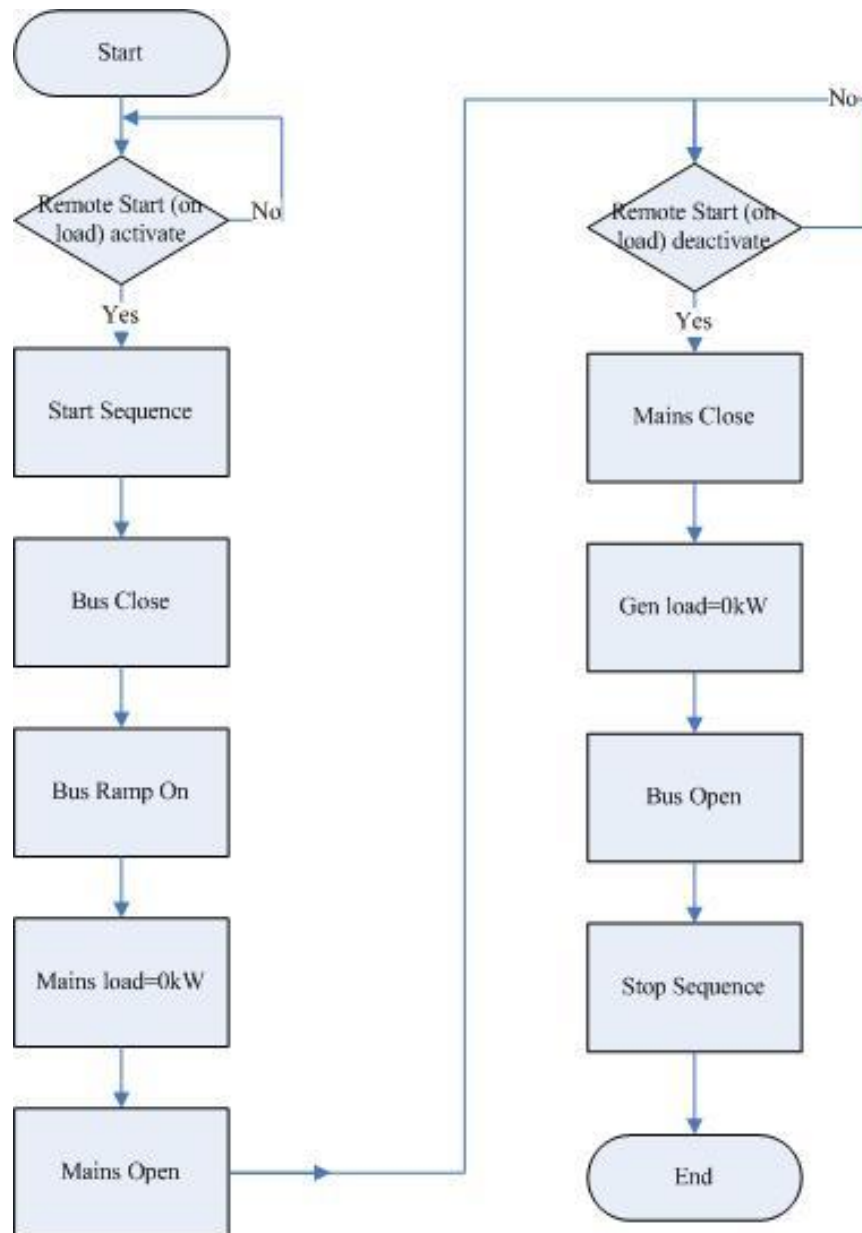 Start
Remote Start (on
load) activate
No
Yes
Start Sequence
Bus Close
Bus Ramp On
Mains load=0kW
Mains Open
No
Remote Start (on
load) deactivate
Yes
Mains Close
Gen load=0kW
Bus Open
Stop Sequence
End